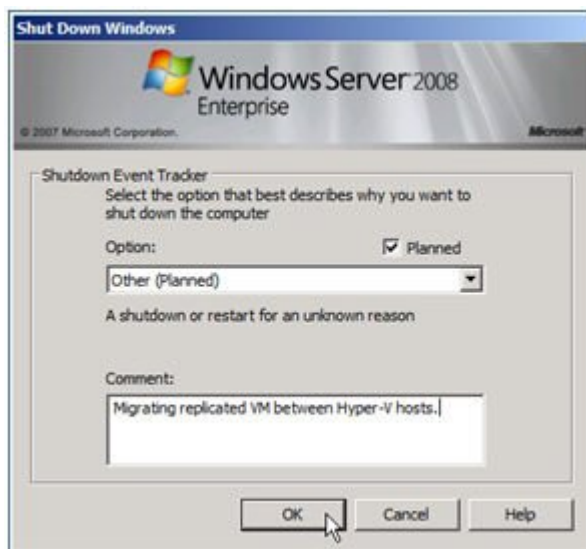 Shut Down Windows
Windows Server 2008
Enterprise
© 2007 Microsoft Corporation.
Microsoft
Shutdown Event Tracker
Select the option that best describes why you want to
shut down the computer
Option:
Planned
Other (Planned)
A shutdown or restart for an unknown reason
Comment:
Migrating replicated VM between Hyper-V hosts.
OK
Cancel
Help